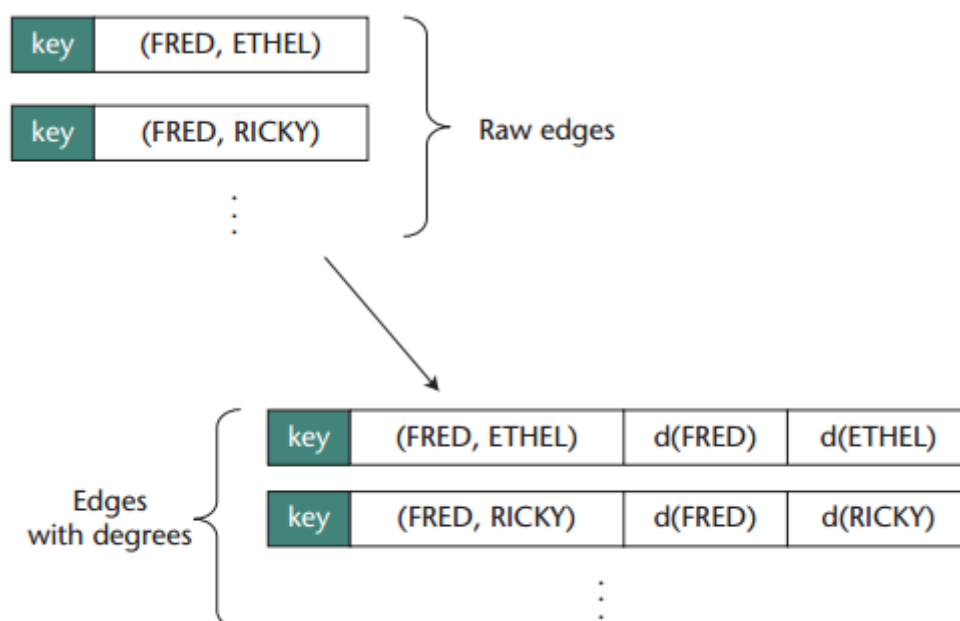 key (FRED, ETHEL)
key (FRED, RICKY)
Raw edges
key (FRED, ETHEL) d(FRED) d(ETHEL)
key (FRED, RICKY) d(FRED) d(RICKY)
Edges
with degrees